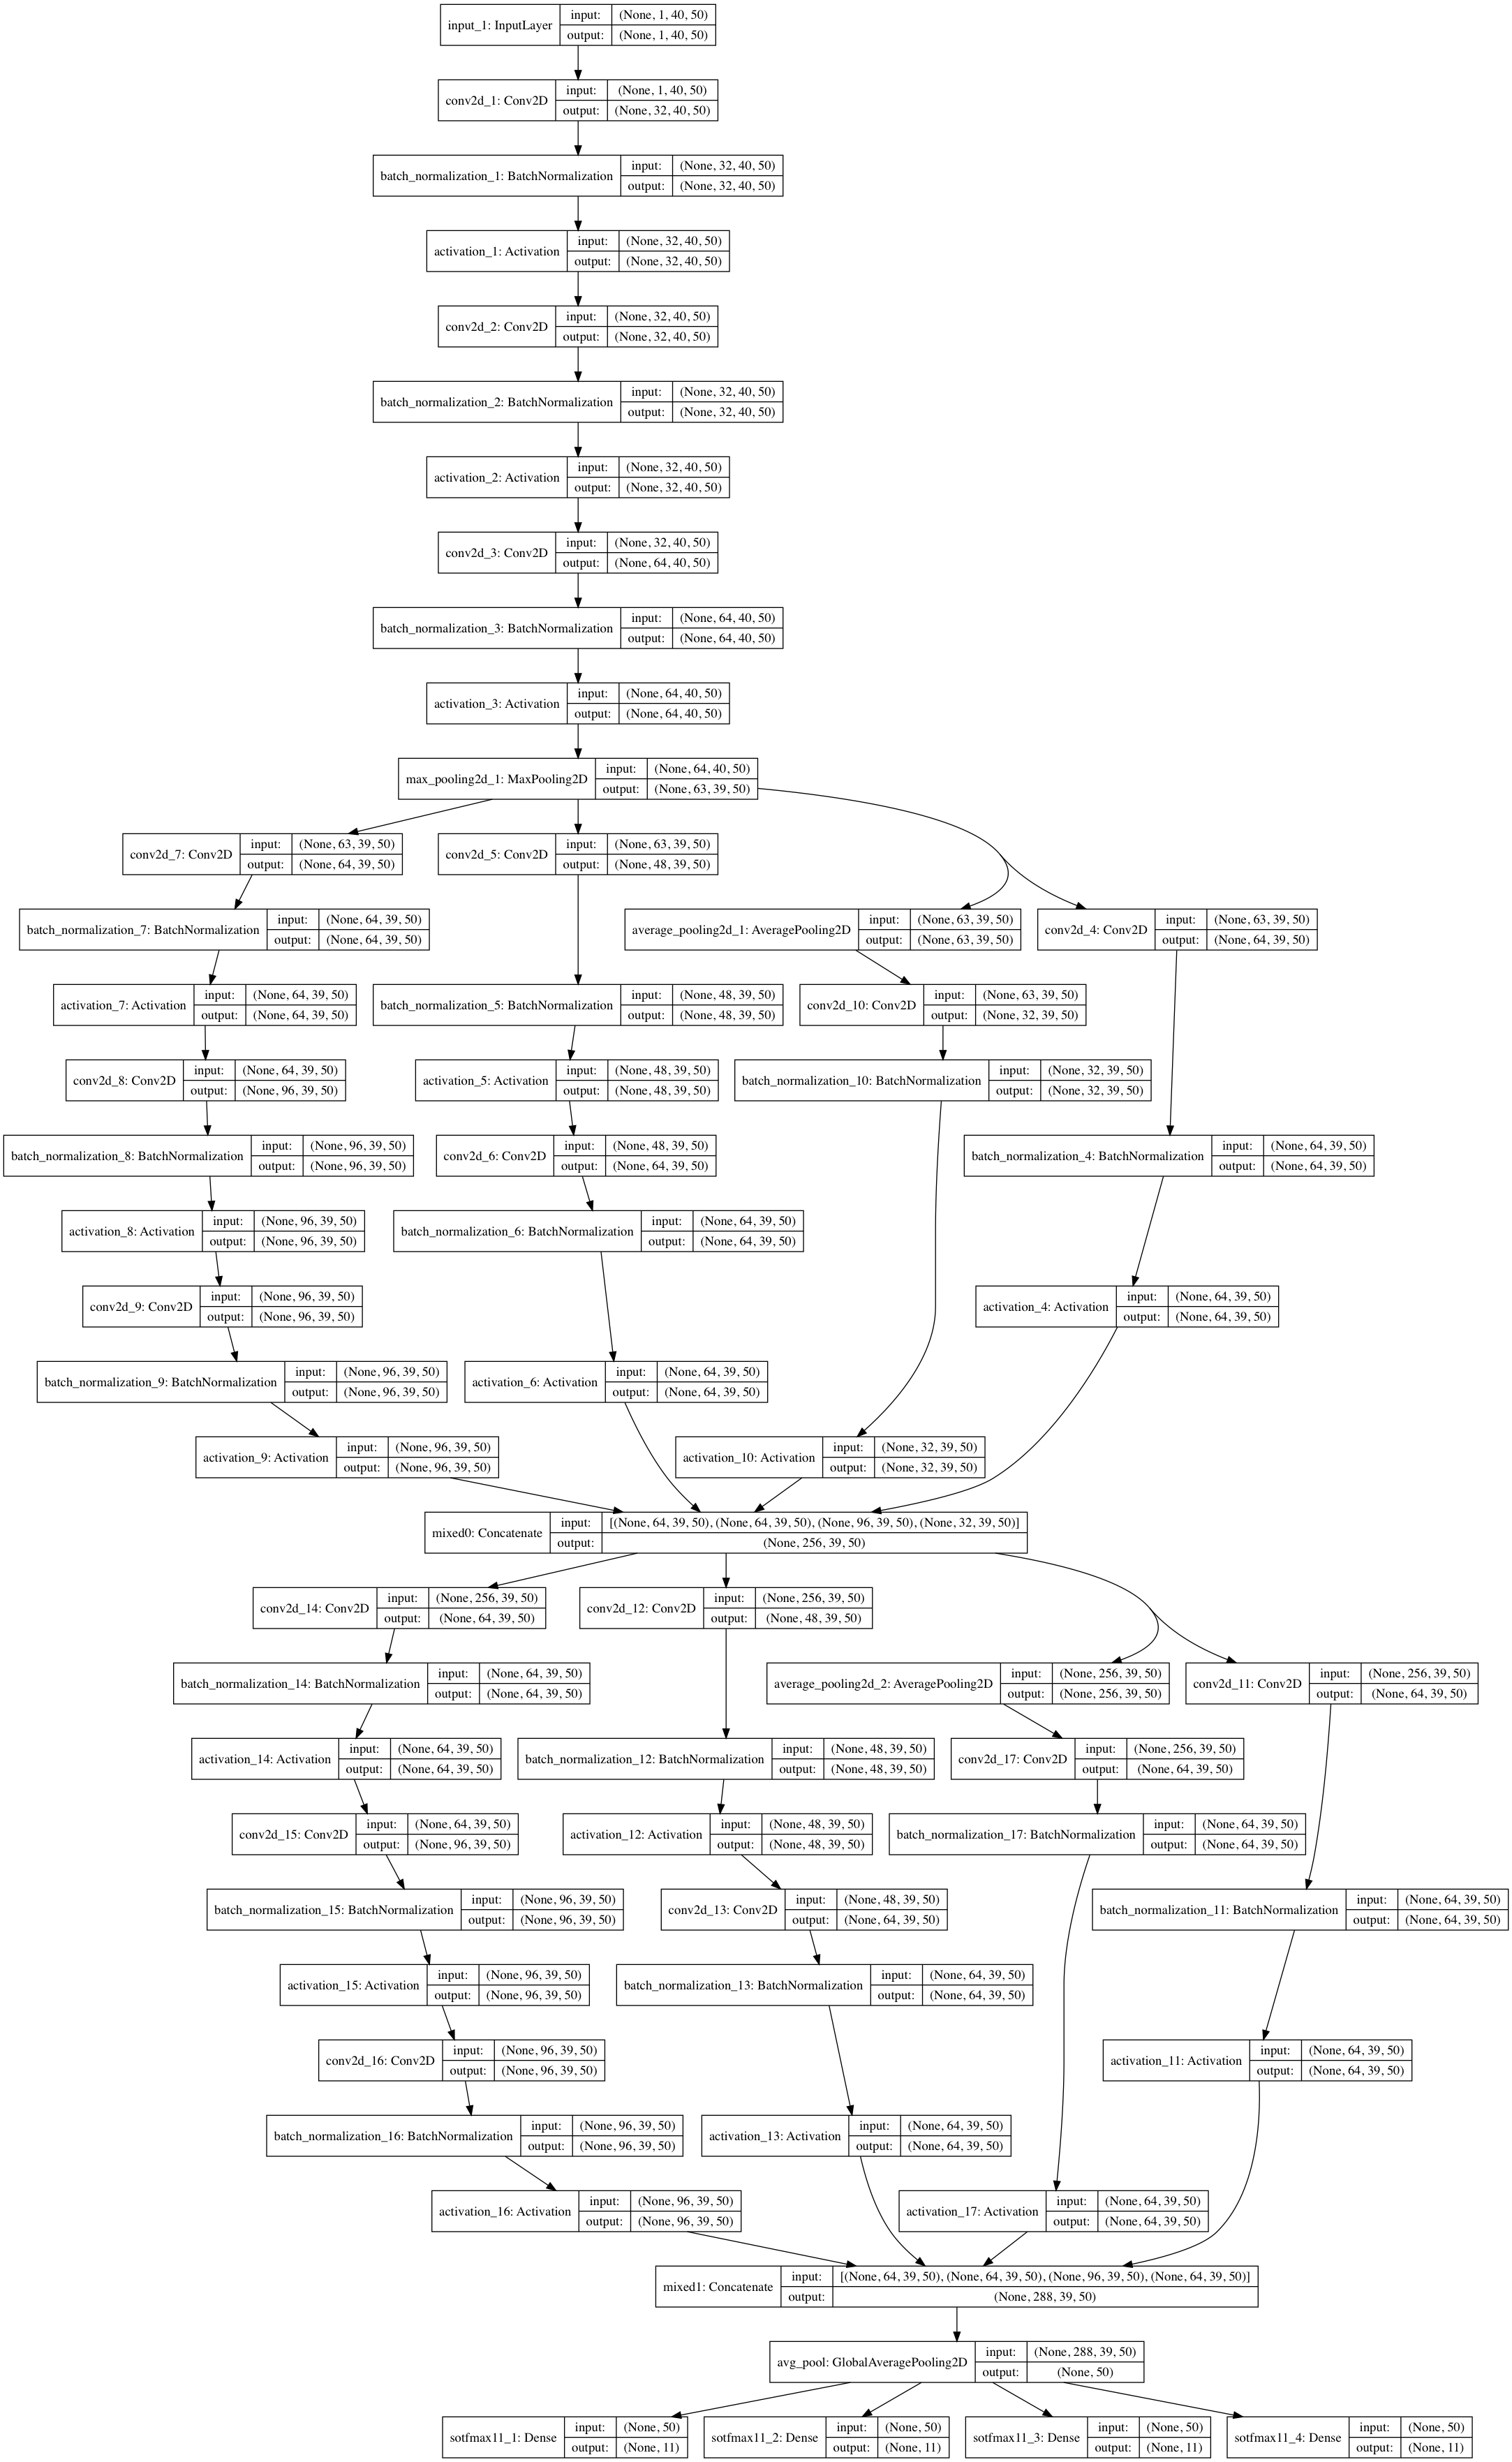 input_1: InputLayer
input: (None, 1, 40, 50)
output: (None, 1, 40, 50)
conv2d_1: Conv2D
input: (None, 1, 40, 50)
output: (None, 32, 40, 50)
batch_normalization_1: BatchNormalization
input: (None, 32, 40, 50)
output: (None, 32, 40, 50)
activation_1: Activation
input: (None, 32, 40, 50)
output: (None, 32, 40, 50)
conv2d_2: Conv2D
input: (None, 32, 40, 50)
output: (None, 32, 40, 50)
batch_normalization_2: BatchNormalization
input: (None, 32, 40, 50)
output: (None, 32, 40, 50)
activation_2: Activation
input: (None, 32, 40, 50)
output: (None, 32, 40, 50)
conv2d_3: Conv2D
input: (None, 32, 40, 50)
output: (None, 64, 40, 50)
batch_normalization_3: BatchNormalization
input: (None, 64, 40, 50)
output: (None, 64, 40, 50)
activation_3: Activation
input: (None, 64, 40, 50)
output: (None, 64, 40, 50)
max_pooling2d_1: MaxPooling2D
input: (None, 64, 40, 50)
output: (None, 63, 39, 50)
conv2d_7: Conv2D
input: (None, 63, 39, 50)
output: (None, 64, 39, 50)
conv2d_5: Conv2D
input: (None, 63, 39, 50)
output: (None, 48, 39, 50)
batch_normalization_7: BatchNormalization
input: (None, 64, 39, 50)
output: (None, 64, 39, 50)
average_pooling2d_1: AveragePooling2D
input: (None, 63, 39, 50)
output: (None, 63, 39, 50)
conv2d_4: Conv2D
input: (None, 63, 39, 50)
output: (None, 64, 39, 50)
activation_7: Activation
input: (None, 64, 39, 50)
output: (None, 64, 39, 50)
batch_normalization_5: BatchNormalization
input: (None, 48, 39, 50)
output: (None, 48, 39, 50)
conv2d_10: Conv2D
input: (None, 63, 39, 50)
output: (None, 32, 39, 50)
conv2d_8: Conv2D
input: (None, 64, 39, 50)
output: (None, 96, 39, 50)
activation_5: Activation
input: (None, 48, 39, 50)
output: (None, 48, 39, 50)
batch_normalization_10: BatchNormalization
input: (None, 32, 39, 50)
output: (None, 32, 39, 50)
batch_normalization_8: BatchNormalization
input: (None, 96, 39, 50)
output: (None, 96, 39, 50)
conv2d_6: Conv2D
input: (None, 48, 39, 50)
output: (None, 64, 39, 50)
batch_normalization_4: BatchNormalization
input: (None, 64, 39, 50)
output: (None, 64, 39, 50)
activation_8: Activation
input: (None, 96, 39, 50)
output: (None, 96, 39, 50)
batch_normalization_6: BatchNormalization
input: (None, 64, 39, 50)
output: (None, 64, 39, 50)
conv2d_9: Conv2D
input: (None, 96, 39, 50)
output: (None, 96, 39, 50)
activation_4: Activation
input: (None, 64, 39, 50)
output: (None, 64, 39, 50)
batch_normalization_9: BatchNormalization
input: (None, 96, 39, 50)
output: (None, 96, 39, 50)
activation_6: Activation
input: (None, 64, 39, 50)
output: (None, 64, 39, 50)
activation_9: Activation
input: (None, 96, 39, 50)
output: (None, 96, 39, 50)
activation_10: Activation
input: (None, 32, 39, 50)
output: (None, 32, 39, 50)
mixed0: Concatenate
input: [(None, 64, 39, 50), (None, 64, 39, 50), (None, 96, 39, 50), (None, 32, 39, 50)]
output: (None, 256, 39, 50)
conv2d_14: Conv2D
input: (None, 256, 39, 50)
output: (None, 64, 39, 50)
conv2d_12: Conv2D
input: (None, 256, 39, 50)
output: (None, 48, 39, 50)
batch_normalization_14: BatchNormalization
input: (None, 64, 39, 50)
output: (None, 64, 39, 50)
average_pooling2d_2: AveragePooling2D
input: (None, 256, 39, 50)
output: (None, 256, 39, 50)
conv2d_11: Conv2D
input: (None, 256, 39, 50)
output: (None, 64, 39, 50)
activation_14: Activation
input: (None, 64, 39, 50)
output: (None, 64, 39, 50)
batch_normalization_12: BatchNormalization
input: (None, 48, 39, 50)
output: (None, 48, 39, 50)
conv2d_17: Conv2D
input: (None, 256, 39, 50)
output: (None, 64, 39, 50)
conv2d_15: Conv2D
input: (None, 64, 39, 50)
output: (None, 96, 39, 50)
activation_12: Activation
input: (None, 48, 39, 50)
output: (None, 48, 39, 50)
batch_normalization_17: BatchNormalization
input: (None, 64, 39, 50)
output: (None, 64, 39, 50)
batch_normalization_15: BatchNormalization
input: (None, 96, 39, 50)
output: (None, 96, 39, 50)
conv2d_13: Conv2D
input: (None, 48, 39, 50)
output: (None, 64, 39, 50)
batch_normalization_11: BatchNormalization
input: (None, 64, 39, 50)
output: (None, 64, 39, 50)
activation_15: Activation
input: (None, 96, 39, 50)
output: (None, 96, 39, 50)
batch_normalization_13: BatchNormalization
input: (None, 64, 39, 50)
output: (None, 64, 39, 50)
conv2d_16: Conv2D
input: (None, 96, 39, 50)
output: (None, 96, 39, 50)
activation_11: Activation
input: (None, 64, 39, 50)
output: (None, 64, 39, 50)
batch_normalization_16: BatchNormalization
input: (None, 96, 39, 50)
output: (None, 96, 39, 50)
activation_13: Activation
input: (None, 64, 39, 50)
output: (None, 64, 39, 50)
activation_16: Activation
input: (None, 96, 39, 50)
output: (None, 96, 39, 50)
activation_17: Activation
input: (None, 64, 39, 50)
output: (None, 64, 39, 50)
mixed1: Concatenate
input: [(None, 64, 39, 50), (None, 64, 39, 50), (None, 96, 39, 50), (None, 64, 39, 50)]
output: (None, 288, 39, 50)
avg_pool: GlobalAveragePooling2D
input: (None, 288, 39, 50)
output: (None, 50)
sotfmax11_1: Dense
input: (None, 50)
output: (None, 11)
sotfmax11_2: Dense
input: (None, 50)
output: (None, 11)
sotfmax11_3: Dense
input: (None, 50)
output: (None, 11)
sotfmax11_4: Dense
input: (None, 50)
output: (None, 11)